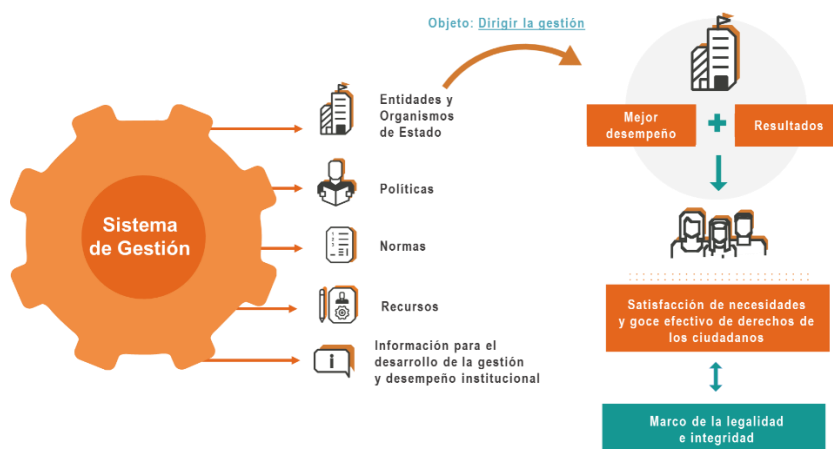 Objeto: Dirigir la gestión
Entidades y
Organismos
de Estado
Políticas
Normas
Recursos
Información para el
desarrollo de la gestión
y desempeño institucional
Sistema
de Gestión
Mejor
desempeño
Resultados
Satisfacción de necesidades
y goce efectivo de derechos de
los ciudadanos
Marco de la legalidad
e integridad